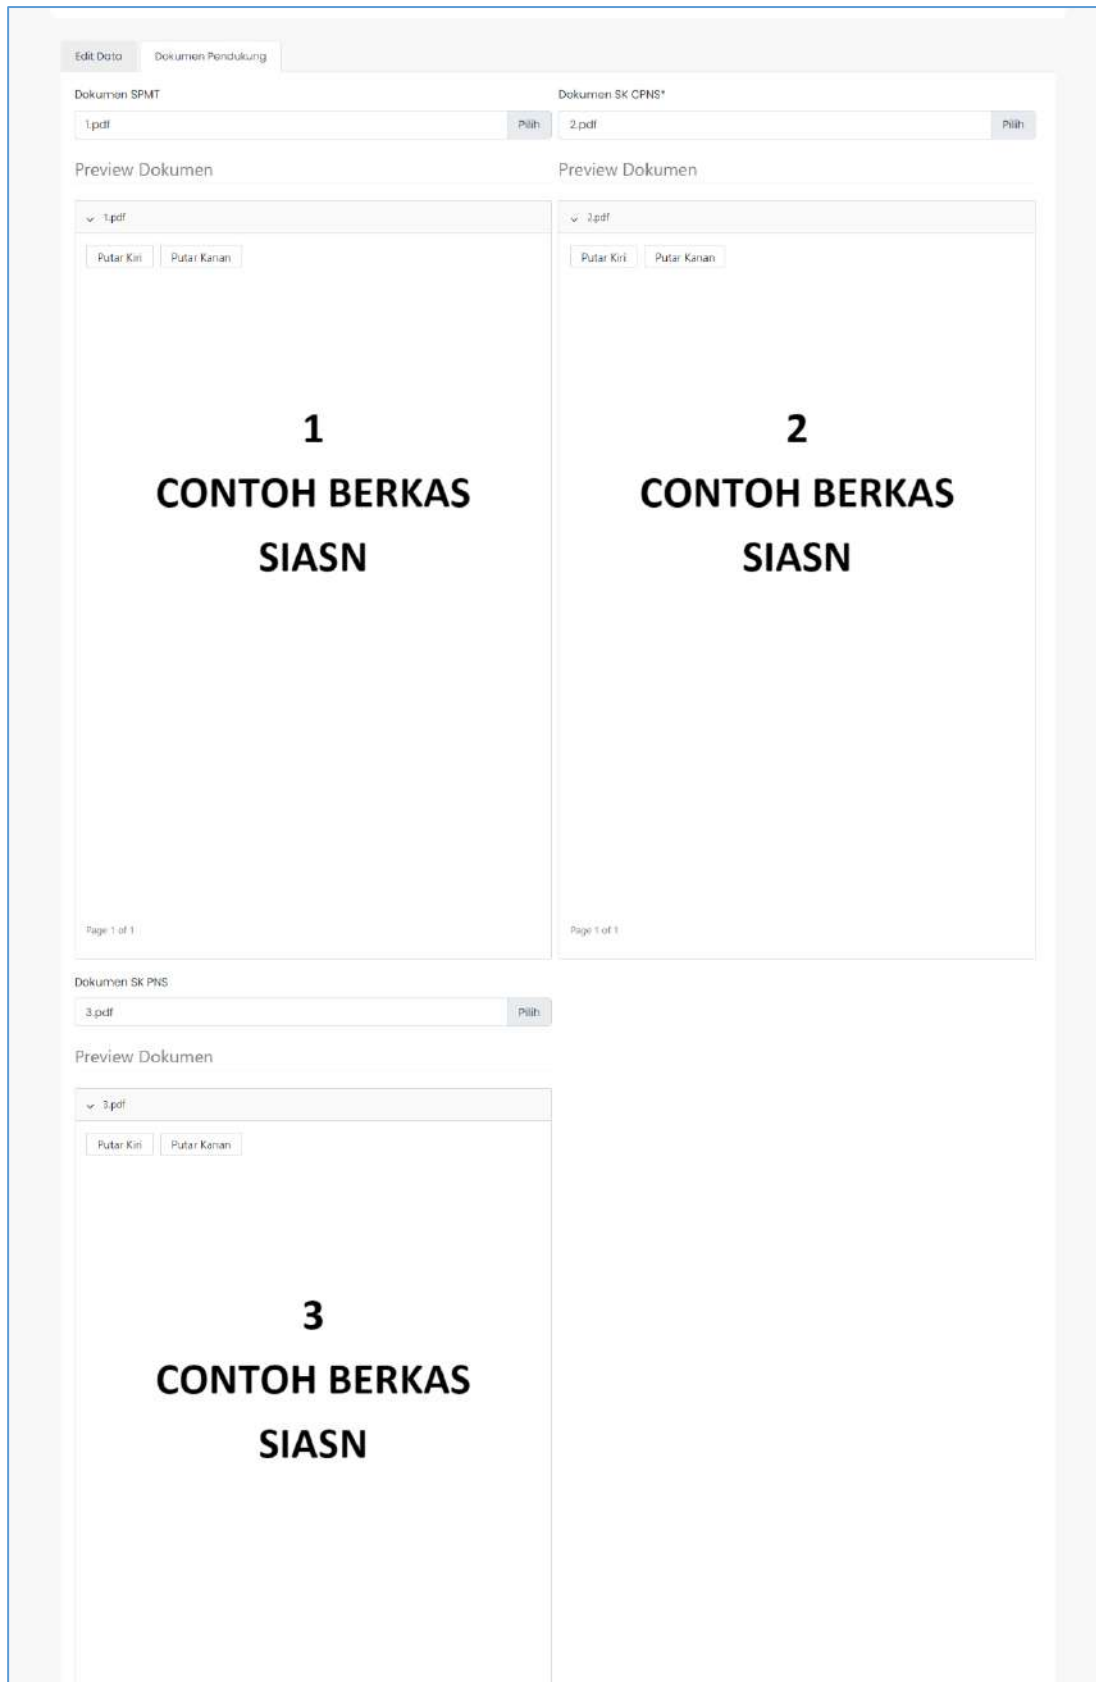 Edit Data Dokumen Pendukung
Dokumen SPMT
1.pdf Pilih
Preview Dokumen
1.pdf
Putar Kiri Putar Kanan
1
CONTOH BERKAS
SIASN
Page 1 of 1
Dokumen SK CPNS*
2.pdf Pilih
Preview Dokumen
2.pdf
Putar Kiri Putar Kanan
2
CONTOH BERKAS
SIASN
Page 1 of 1
Dokumen SK PNS
3.pdf Pilih
Preview Dokumen
3.pdf
Putar Kiri Putar Kanan
3
CONTOH BERKAS
SIASN